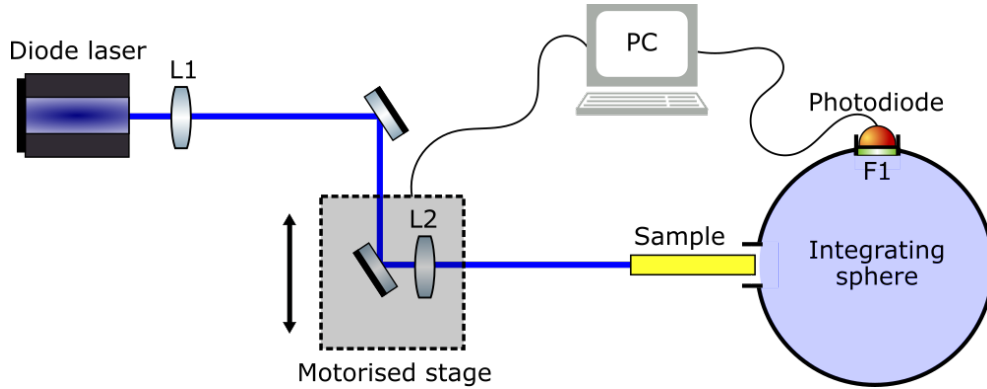 Diode laser
L1
PC
Photodiode
F1
L2
Sample
Integrating
sphere
Motorised stage